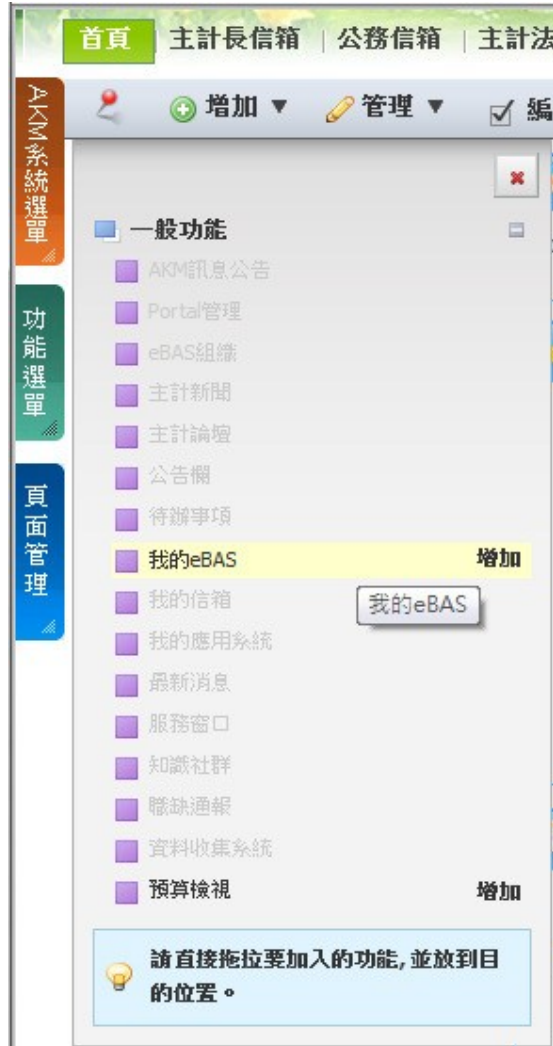 首頁 主計長信箱 公務信箱 主計法
增加 管理 編
AKM系統選單
功能選單
頁面管理
一般功能
AKM訊息公告
Portal管理
eBAS組織
主計新聞
主計論壇
公告欄
待辦事項
我的eBAS 增加
我的信箱
我的eBAS
我的應用系統
最新消息
服務窗口
知識社群
職缺通報
資料收集系統
預算檢視 增加
請直接拖拉要加入的功能,並放到目
的位置。